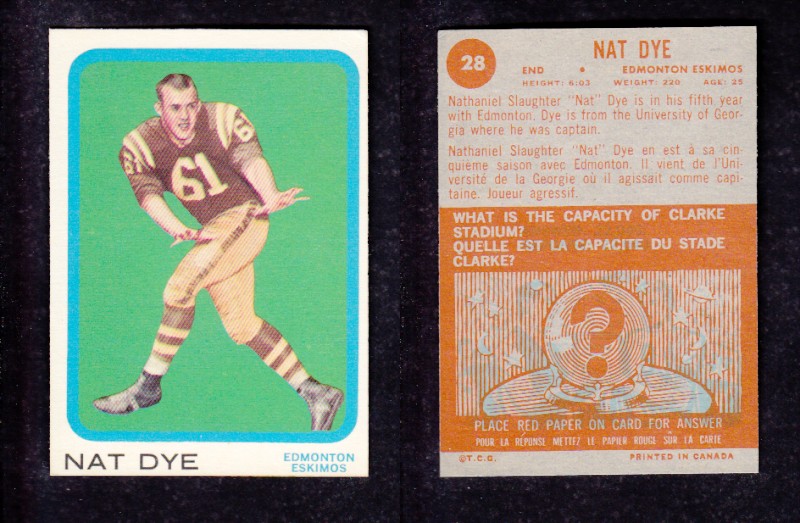 61
61
61
NAT DYE
EDMONTON
ESKIMOS
28
NAT DYE
END • EDMONTON ESKIMOS
HEIGHT: 6:03 WEIGHT: 220 AGE: 25
Nathaniel Slaughter "Nat" Dye is in his fifth year
with Edmonton. Dye is from the University of Geor-
gia where he was captain.
Nathaniel Slaughter "Nat" Dye en est à sa cin-
quième saison avec Edmonton. Il vient de l'Uni-
versité de la Georgie où il agissait comme capi-
taine. Joueur agressif.
WHAT IS THE CAPACITY OF CLARKE
STADIUM?
QUELLE EST LA CAPACITE DU STADE
CLARKE?
?
PLACE RED PAPER ON CARD FOR ANSWER
POUR LA RÉPONSE METTEZ LE PAPIER ROUGE SUR LA CARTE
©T.C.G. PRINTED IN CANADA